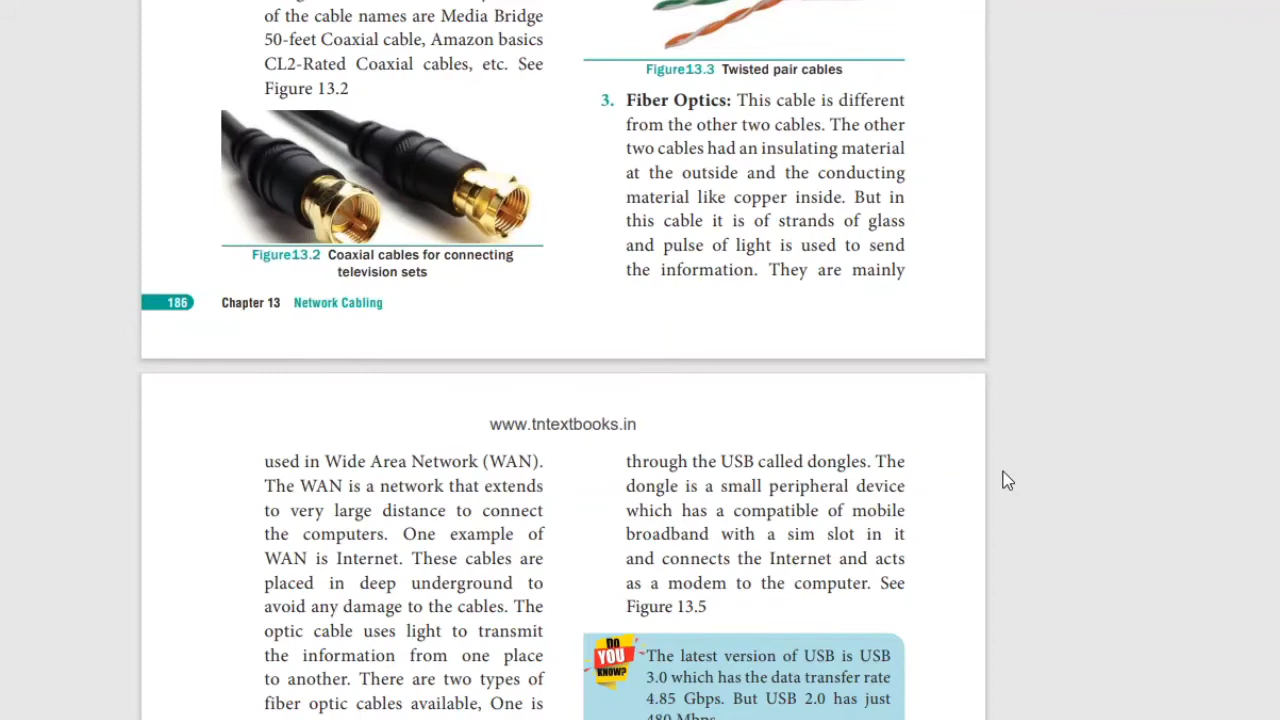 of the cable names are Media Bridge
50-feet Coaxial cable, Amazon basics
CL2-Rated Coaxial cables, etc. See
Figure 13.2
Figure13.2 Coaxial cables for connecting
television sets
Figure13.3 Twisted pair cables
3. Fiber Optics: This cable is different
from the other two cables. The other
two cables had an insulating material
at the outside and the conducting
material like copper inside. But in
this cable it is of strands of glass
and pulse of light is used to send
the information. They are mainly
186 Chapter 13 Network Cabling
www.tntextbooks.in
used in Wide Area Network (WAN).
The WAN is a network that extends
to very large distance to connect
the computers. One example of
WAN is Internet. These cables are
placed in deep underground to
avoid any damage to the cables. The
optic cable uses light to transmit
the information from one place
to another. There are two types of
fiber optic cables available, One is
through the USB called dongles. The
dongle is a small peripheral device
which has a compatible of mobile
broadband with a sim slot in it
and connects the Internet and acts
as a modem to the computer. See
Figure 13.5
DO
YOU
KNOW?
The latest version of USB is USB
3.0 which has the data transfer rate
4.85 Gbps. But USB 2.0 has just
480 Mbps.